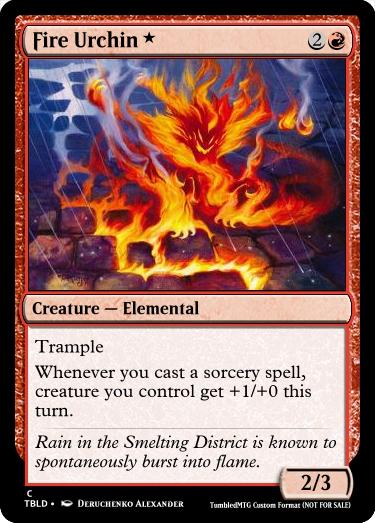 Fire Urchin ★ 2
Creature — Elemental
Trample
Whenever you cast a sorcery spell,
creature you control get +1/+0 this
turn.
Rain in the Smelting District is known to
spontaneously burst into flame.
2/3
C
TBLD • Deruchenko Alexander
TumbledMTG Custom Format (NOT FOR SALE)